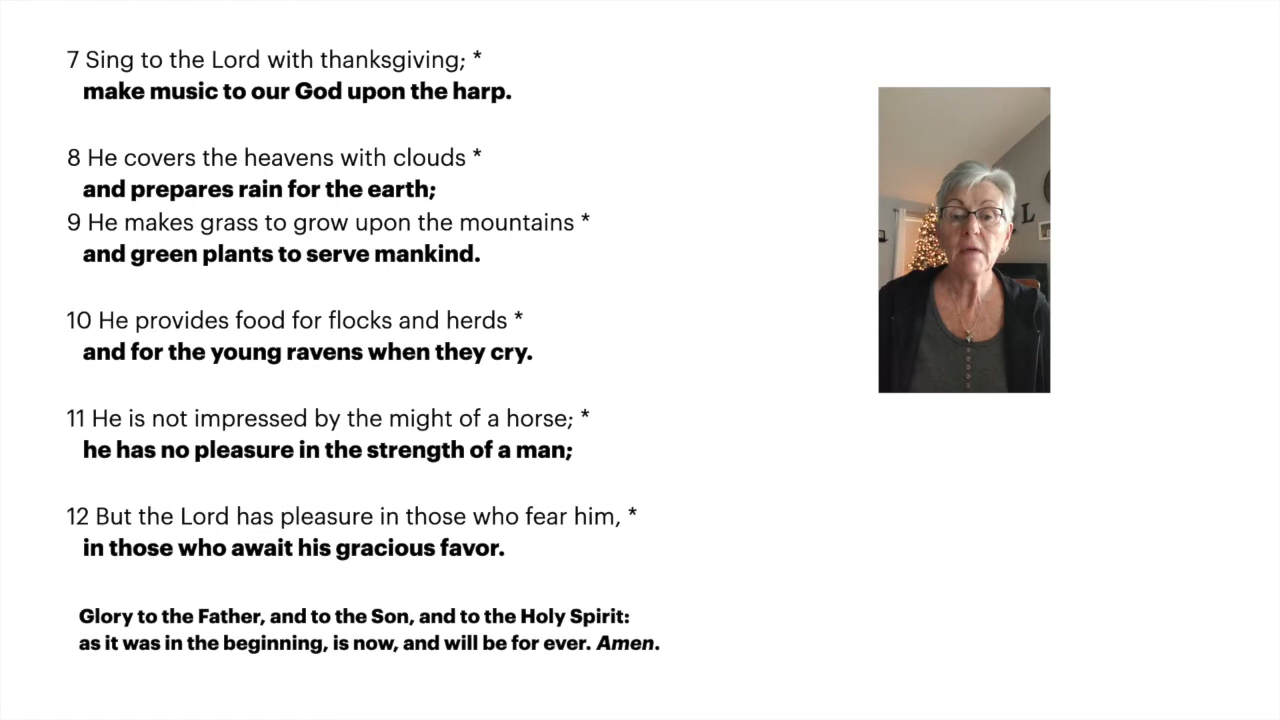 7 Sing to the Lord with thanksgiving; *
make music to our God upon the harp.
8 He covers the heavens with clouds *
and prepares rain for the earth;
9 He makes grass to grow upon the mountains *
and green plants to serve mankind.
10 He provides food for flocks and herds *
and for the young ravens when they cry.
11 He is not impressed by the might of a horse; *
he has no pleasure in the strength of a man;
12 But the Lord has pleasure in those who fear him, *
in those who await his gracious favor.
Glory to the Father, and to the Son, and to the Holy Spirit:
as it was in the beginning, is now, and will be for ever. Amen.
L